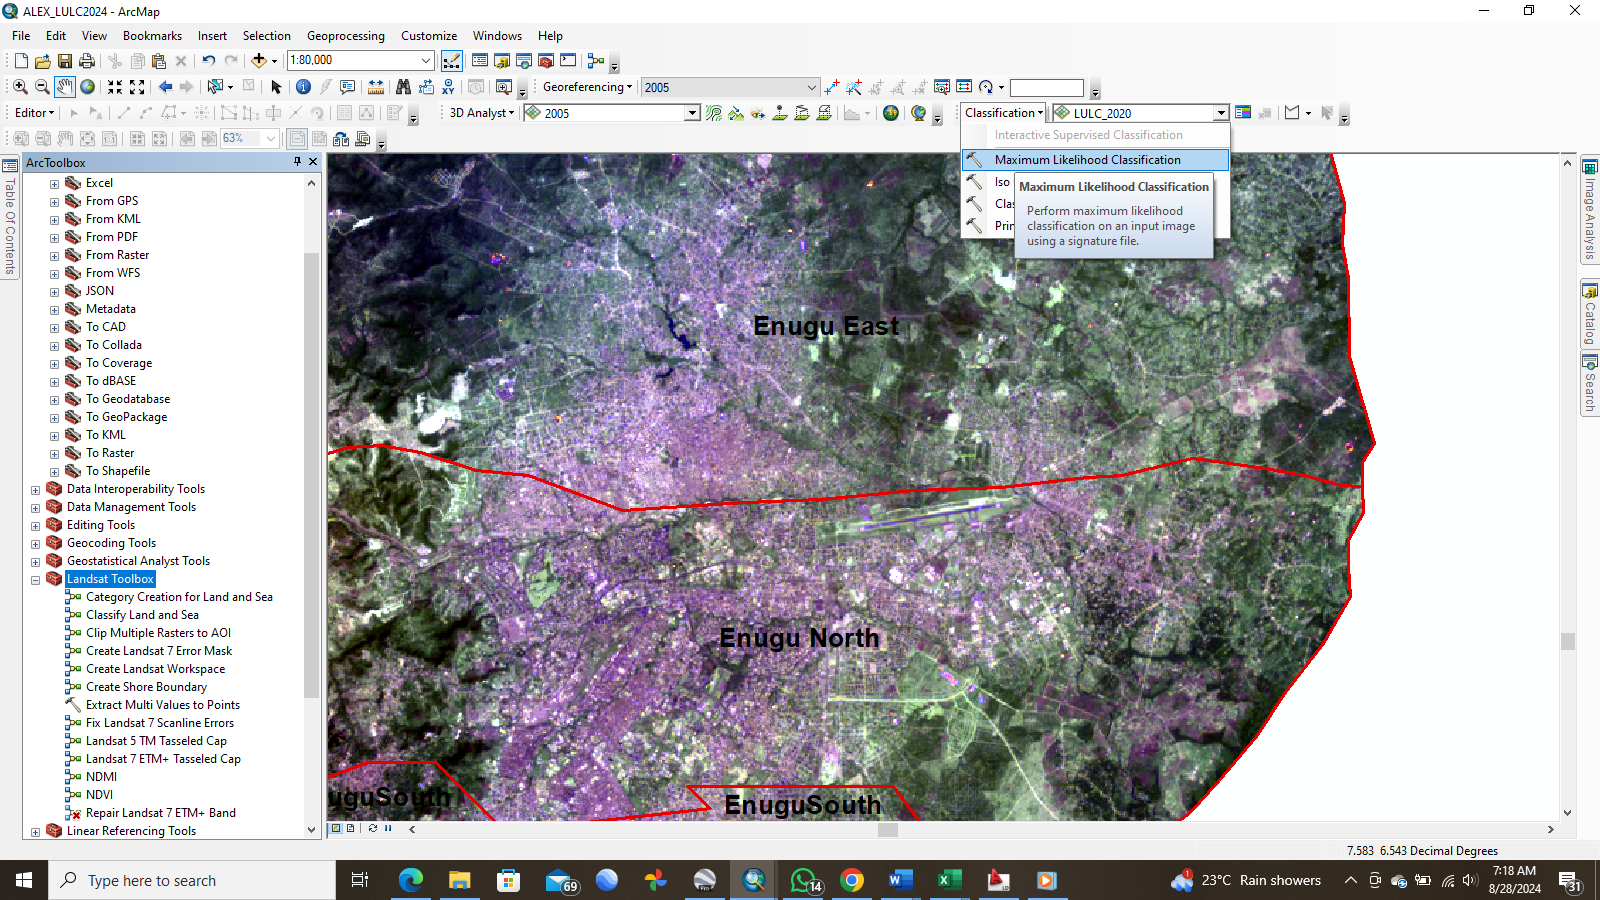 ALEX_LULC2024 - ArcMap
File Edit View Bookmarks Insert Selection Geoprocessing Customize Windows Help
1:80,000
Georeferencing 2005
Editor 3D Analyst 2005 Classification LULC_2020
63%
Interactive Supervised Classification
Maximum Likelihood Classification
Iso
Clas
Prin
Maximum Likelihood Classification
Perform maximum likelihood
classification on an input image
using a signature file.
ArcToolbox
Table Of Contents
Excel
From GPS
From KML
From PDF
From Raster
From WFS
JSON
Metadata
To CAD
To Collada
To Coverage
To dBASE
To Geodatabase
To GeoPackage
To KML
To Raster
To Shapefile
Data Interoperability Tools
Data Management Tools
Editing Tools
Geocoding Tools
Geostatistical Analyst Tools
Landsat Toolbox
Category Creation for Land and Sea
Classify Land and Sea
Clip Multiple Rasters to AOI
Create Landsat 7 Error Mask
Create Landsat Workspace
Create Shore Boundary
Extract Multi Values to Points
Fix Landsat 7 Scanline Errors
Landsat 5 TM Tasseled Cap
Landsat 7 ETM+ Tasseled Cap
NDMI
NDVI
Repair Landsat 7 ETM+ Band
Linear Referencing Tools
Enugu East
Enugu North
uguSouth
EnuguSouth
Image Analysis
Catalog
Search
7.583 6.543 Decimal Degrees
Type here to search
69
Pro
14
LD
23°C Rain showers
7:18 AM
8/28/2024
31